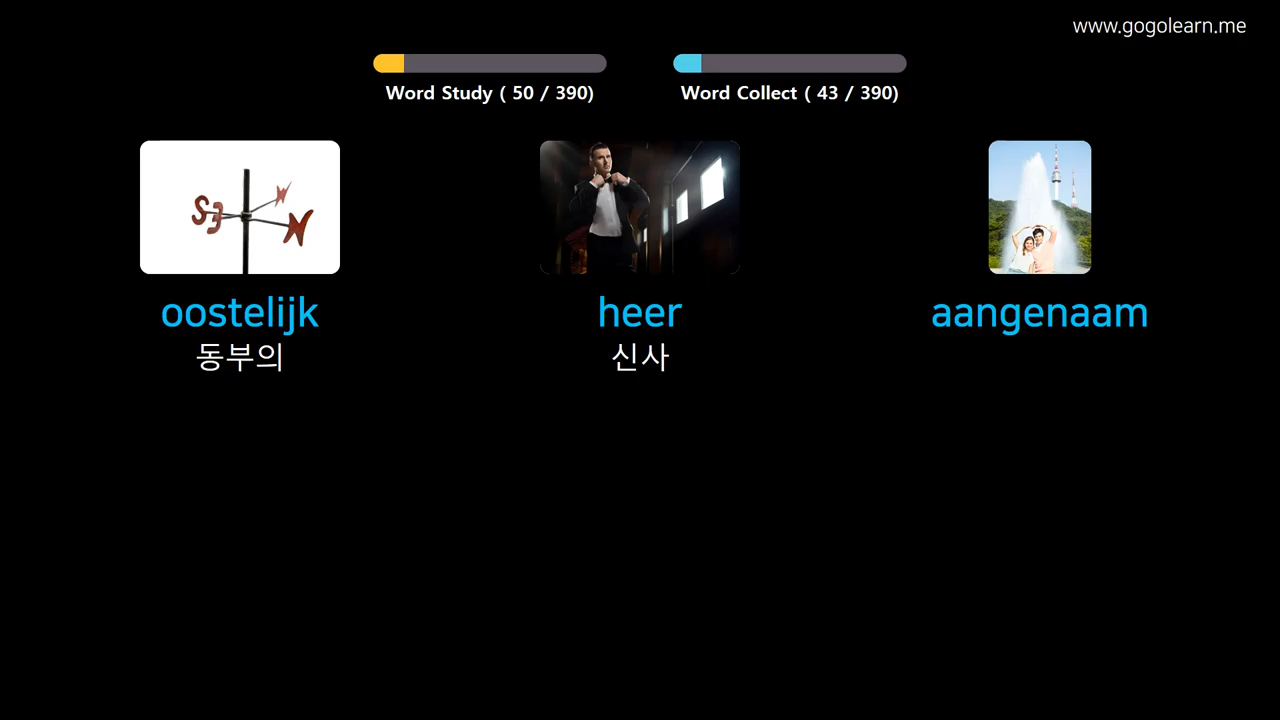 www.gogolearn.me
Word Study ( 50 / 390)
Word Collect ( 43 / 390)
oostelijk
동부의
heer
신사
aangenaam